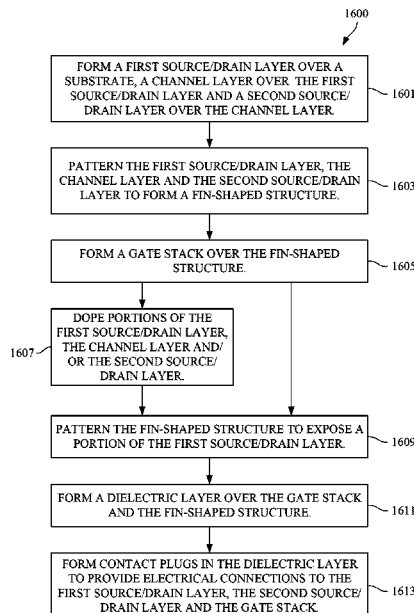 1600
FORM A FIRST SOURCE/DRAIN LAYER OVER A
SUBSTRATE, A CHANNEL LAYER OVER THE FIRST
SOURCE/DRAIN LAYER AND A SECOND SOURCE/
DRAIN LAYER OVER THE CHANNEL LAYER.
1601
PATTERN THE FIRST SOURCE/DRAIN LAYER, THE
CHANNEL LAYER AND THE SECOND SOURCE/DRAIN
LAYER TO FORM A FIN-SHAPED STRUCTURE.
1603
FORM A GATE STACK OVER THE FIN-SHAPED
STRUCTURE.
1605
DOPE PORTIONS OF THE
FIRST SOURCE/DRAIN LAYER,
THE CHANNEL LAYER AND/
OR THE SECOND SOURCE/
DRAIN LAYER.
1607
PATTERN THE FIN-SHAPED STRUCTURE TO EXPOSE A
PORTION OF THE FIRST SOURCE/DRAIN LAYER.
1609
FORM A DIELECTRIC LAYER OVER THE GATE STACK
AND THE FIN-SHAPED STRUCTURE.
1611
FORM CONTACT PLUGS IN THE DIELECTRIC LAYER
TO PROVIDE ELECTRICAL CONNECTIONS TO THE
FIRST SOURCE/DRAIN LAYER, THE SECOND SOURCE/
DRAIN LAYER AND THE GATE STACK.
1613